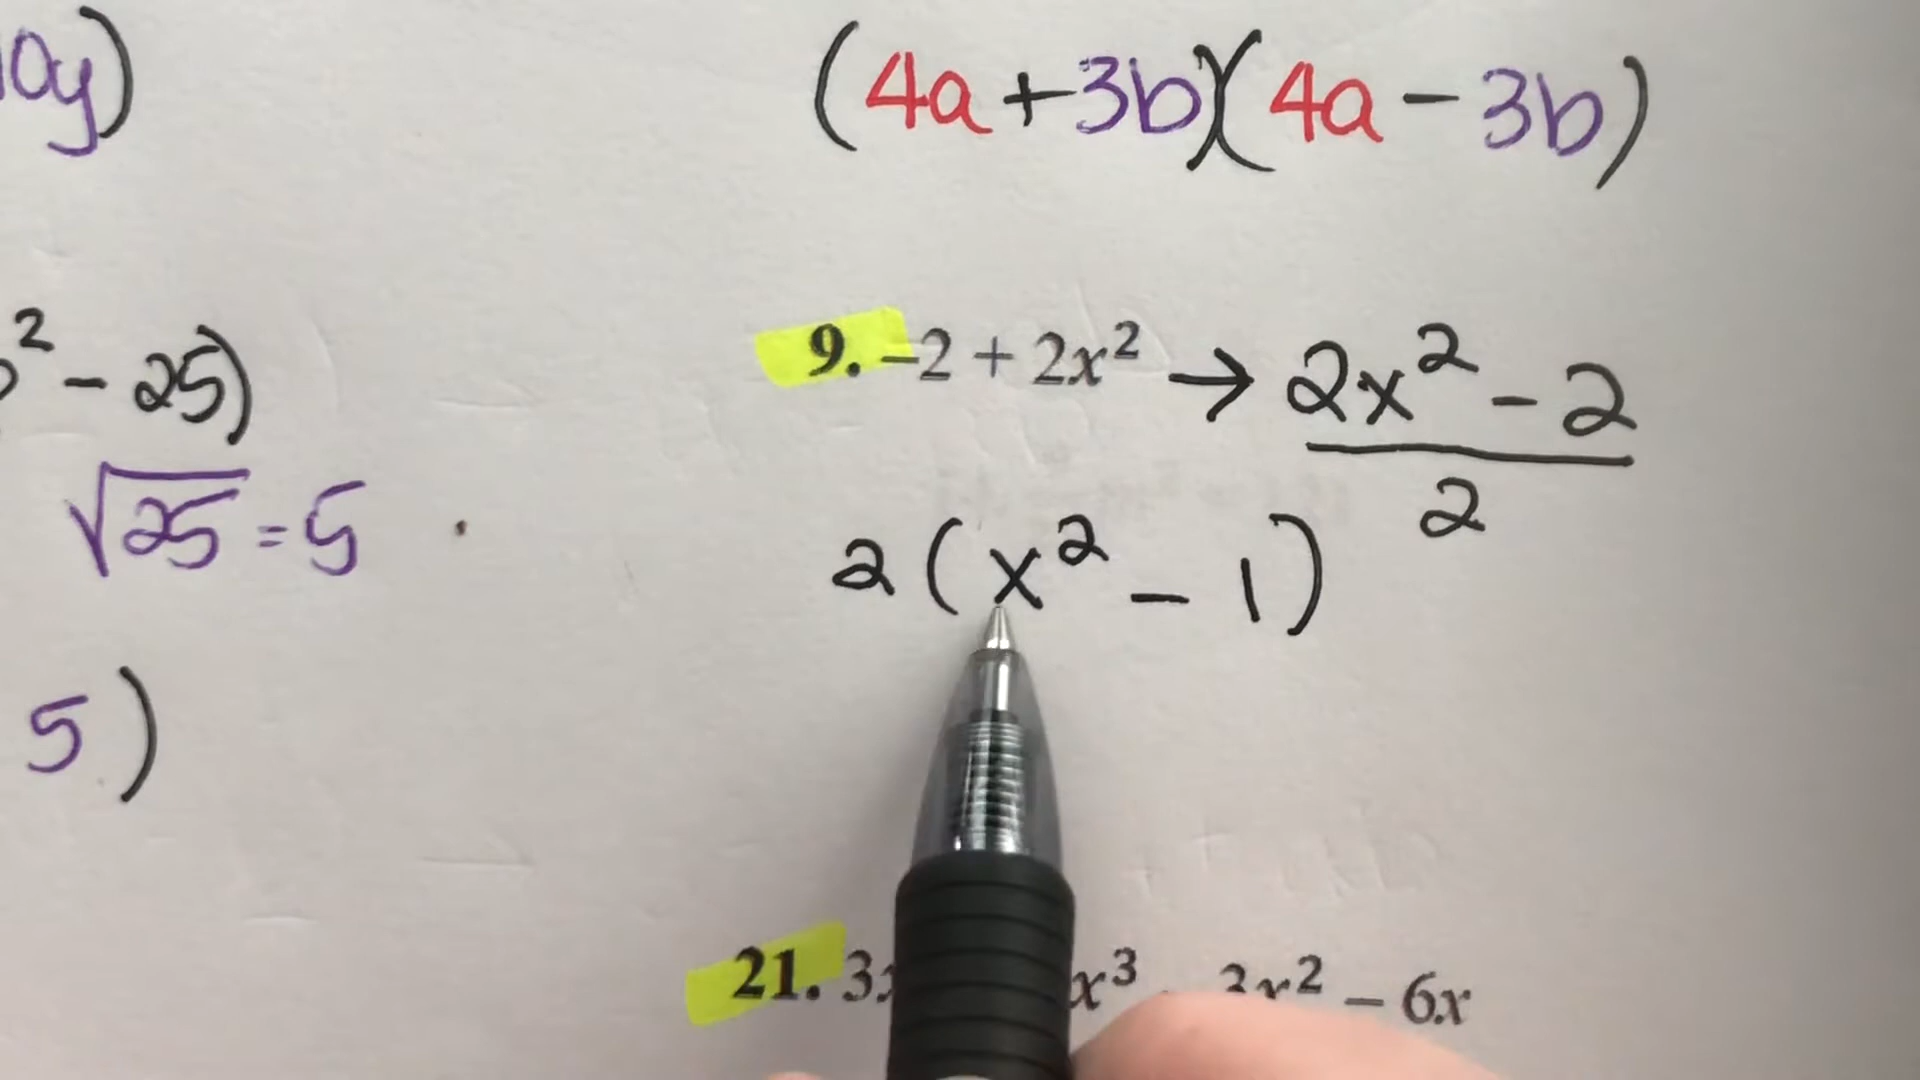 10y)
(4a + 3b)(4a - 3b)
² - 25)
√25 = 5
5)
9. -2 + 2x² → 2x² - 2
2
2(x² - 1)
21. 3x x³ 3x² - 6x